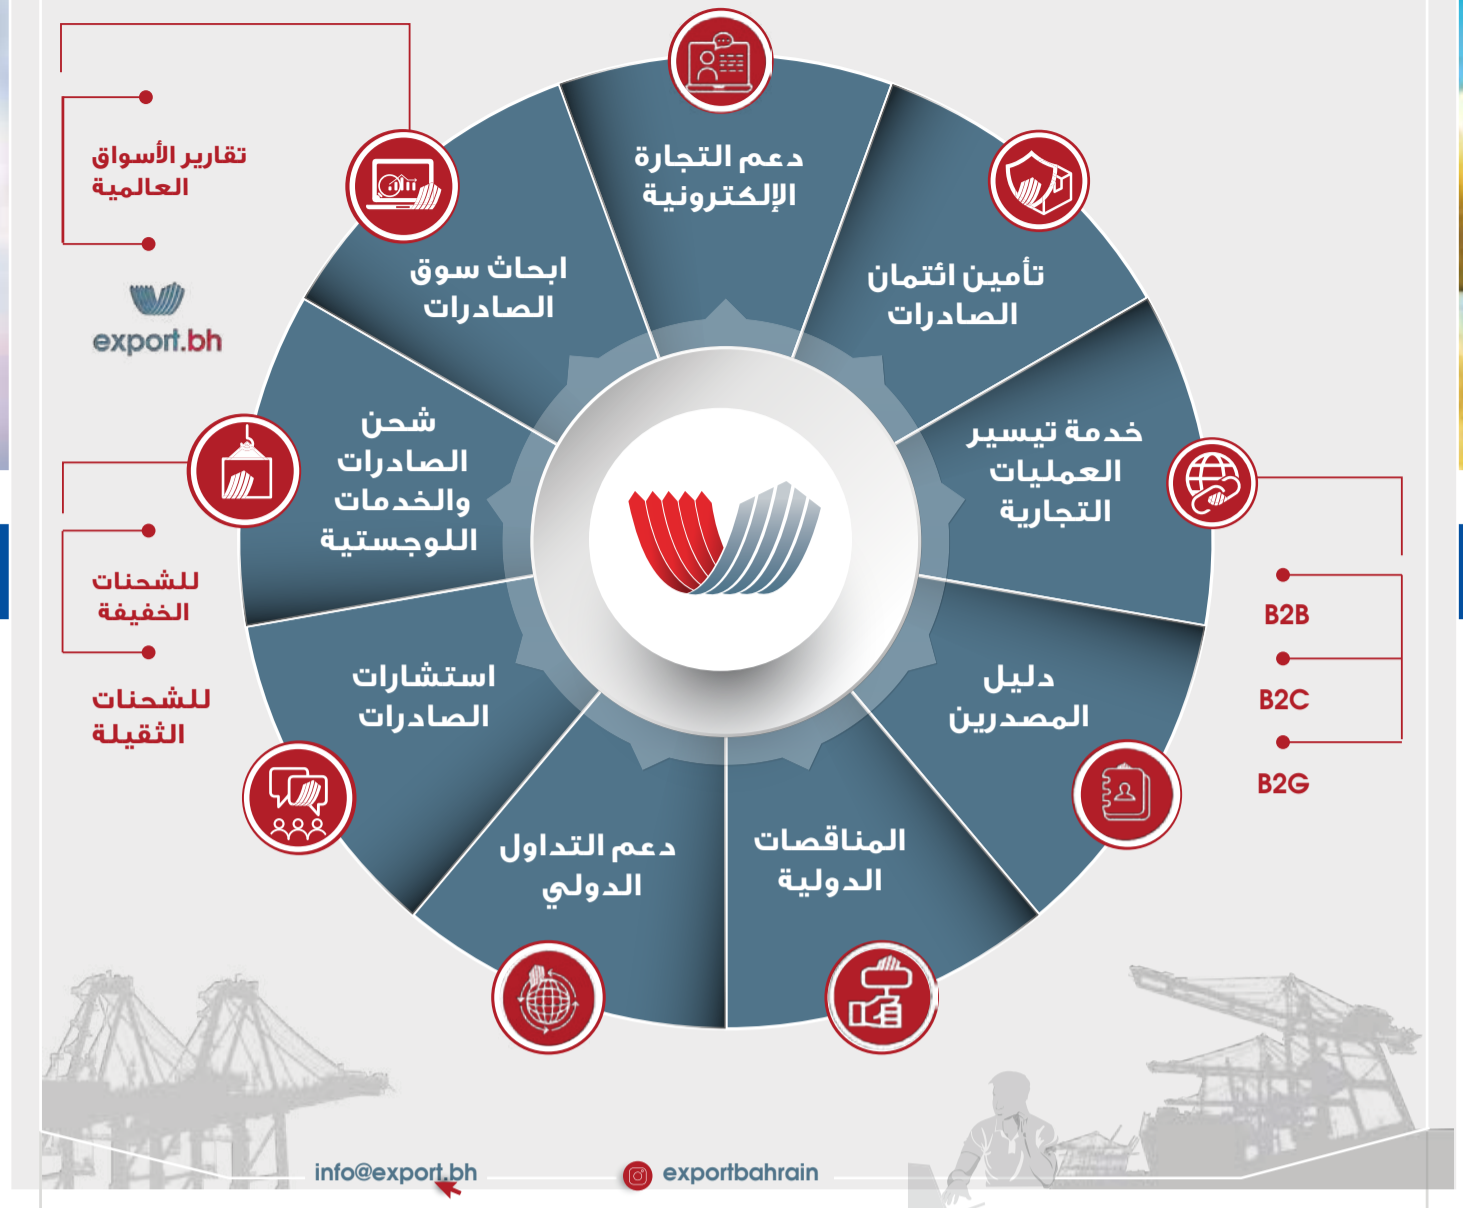 دعم التجارة
الإلكترونية
تأمين ائتمان
الصادرات
خدمة تيسير
العمليات
التجارية
B2B
B2C
B2G
دليل
المصدرين
المناقصات
الدولية
دعم التداول
الدولي
استشارات
الصادرات
شحن
الصادرات
والخدمات
اللوجستية
للشحنات
الخفيفة
للشحنات
الثقيلة
ابحاث سوق
الصادرات
تقارير الأسواق
العالمية
export.bh
info@export.bh
exportbahrain